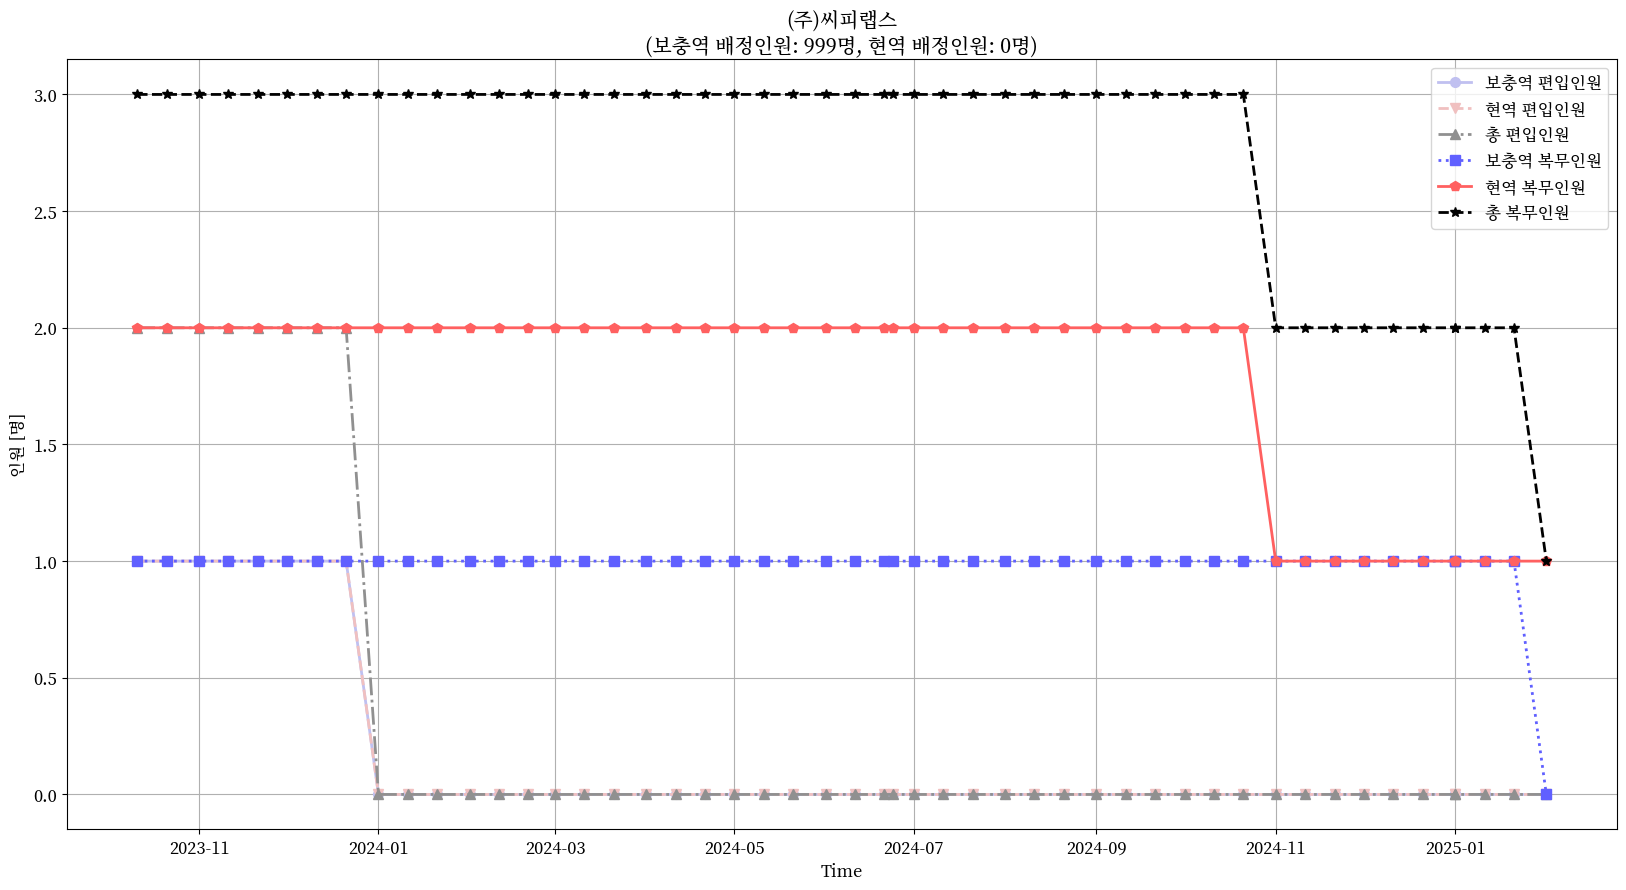 (주)씨피랩스
(보충역 배정인원: 999명, 현역 배정인원: 0명)
보충역 편입인원
현역 편입인원
총 편입인원
보충역 복무인원
현역 복무인원
총 복무인원
인원 [명]
3.0
2.5
2.0
1.5
1.0
0.5
0.0
2023-11
2024-01
2024-03
2024-05
2024-07
2024-09
2024-11
2025-01
Time